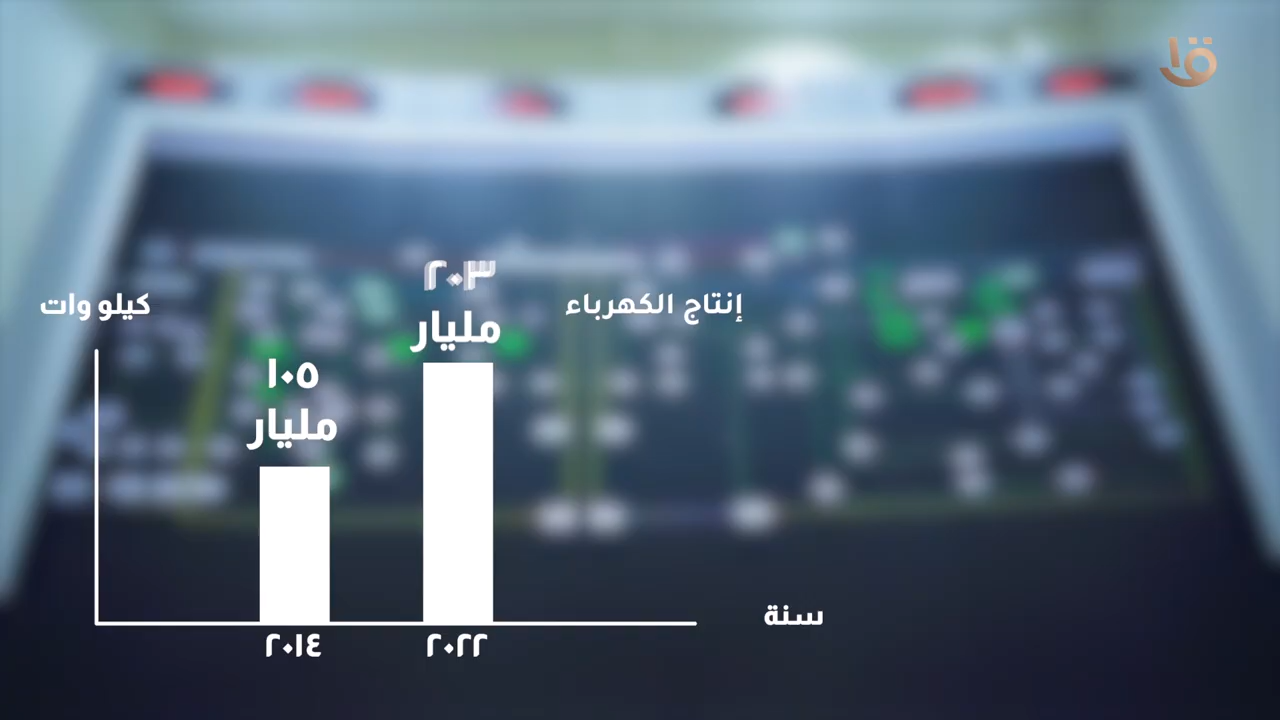 ٢٠٣
مليار
إنتاج الكهرباء
كيلو وات
١٠٥
مليار
سنة
٢٠١٤
٢٠٢٢